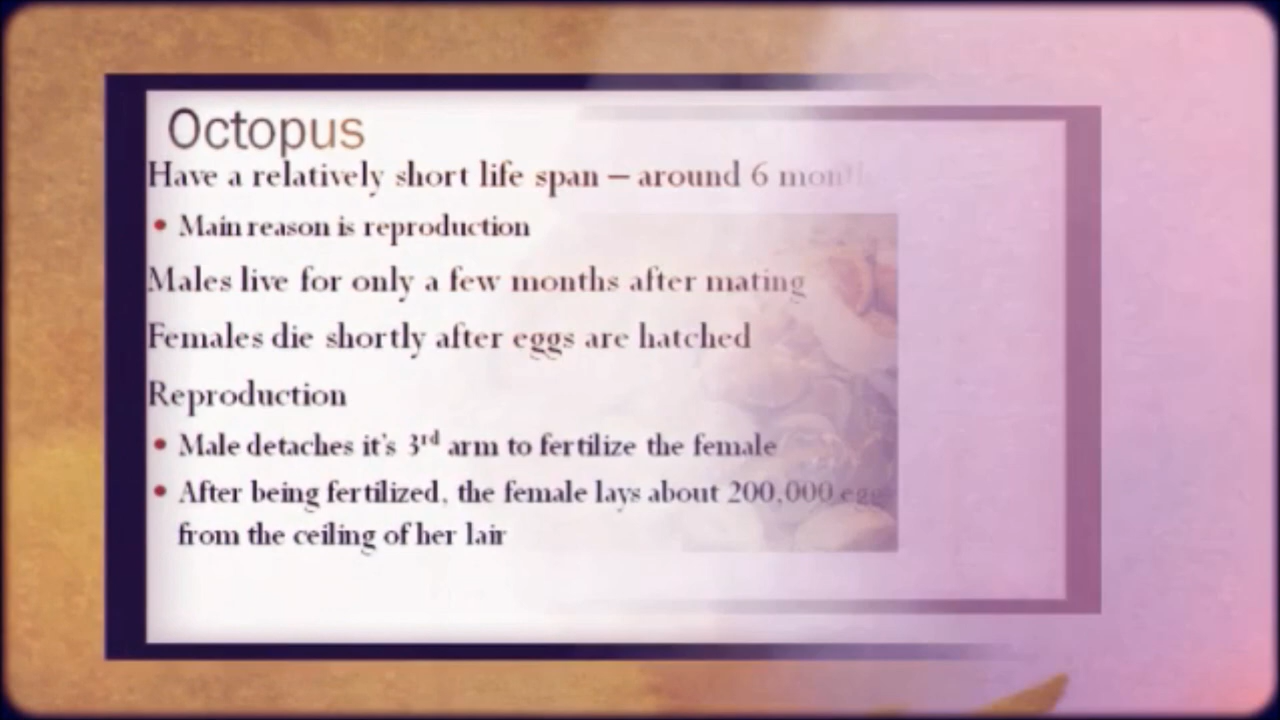 Octopus
Have a relatively short life span – around 6
• Main reason is reproduction
Males live for only a few months after mating
Females die shortly after eggs are hatched
Reproduction
• Male detaches it's 3rd arm to fertilize the female
• After being fertilized, the female lays about 200,000
from the ceiling of her lair